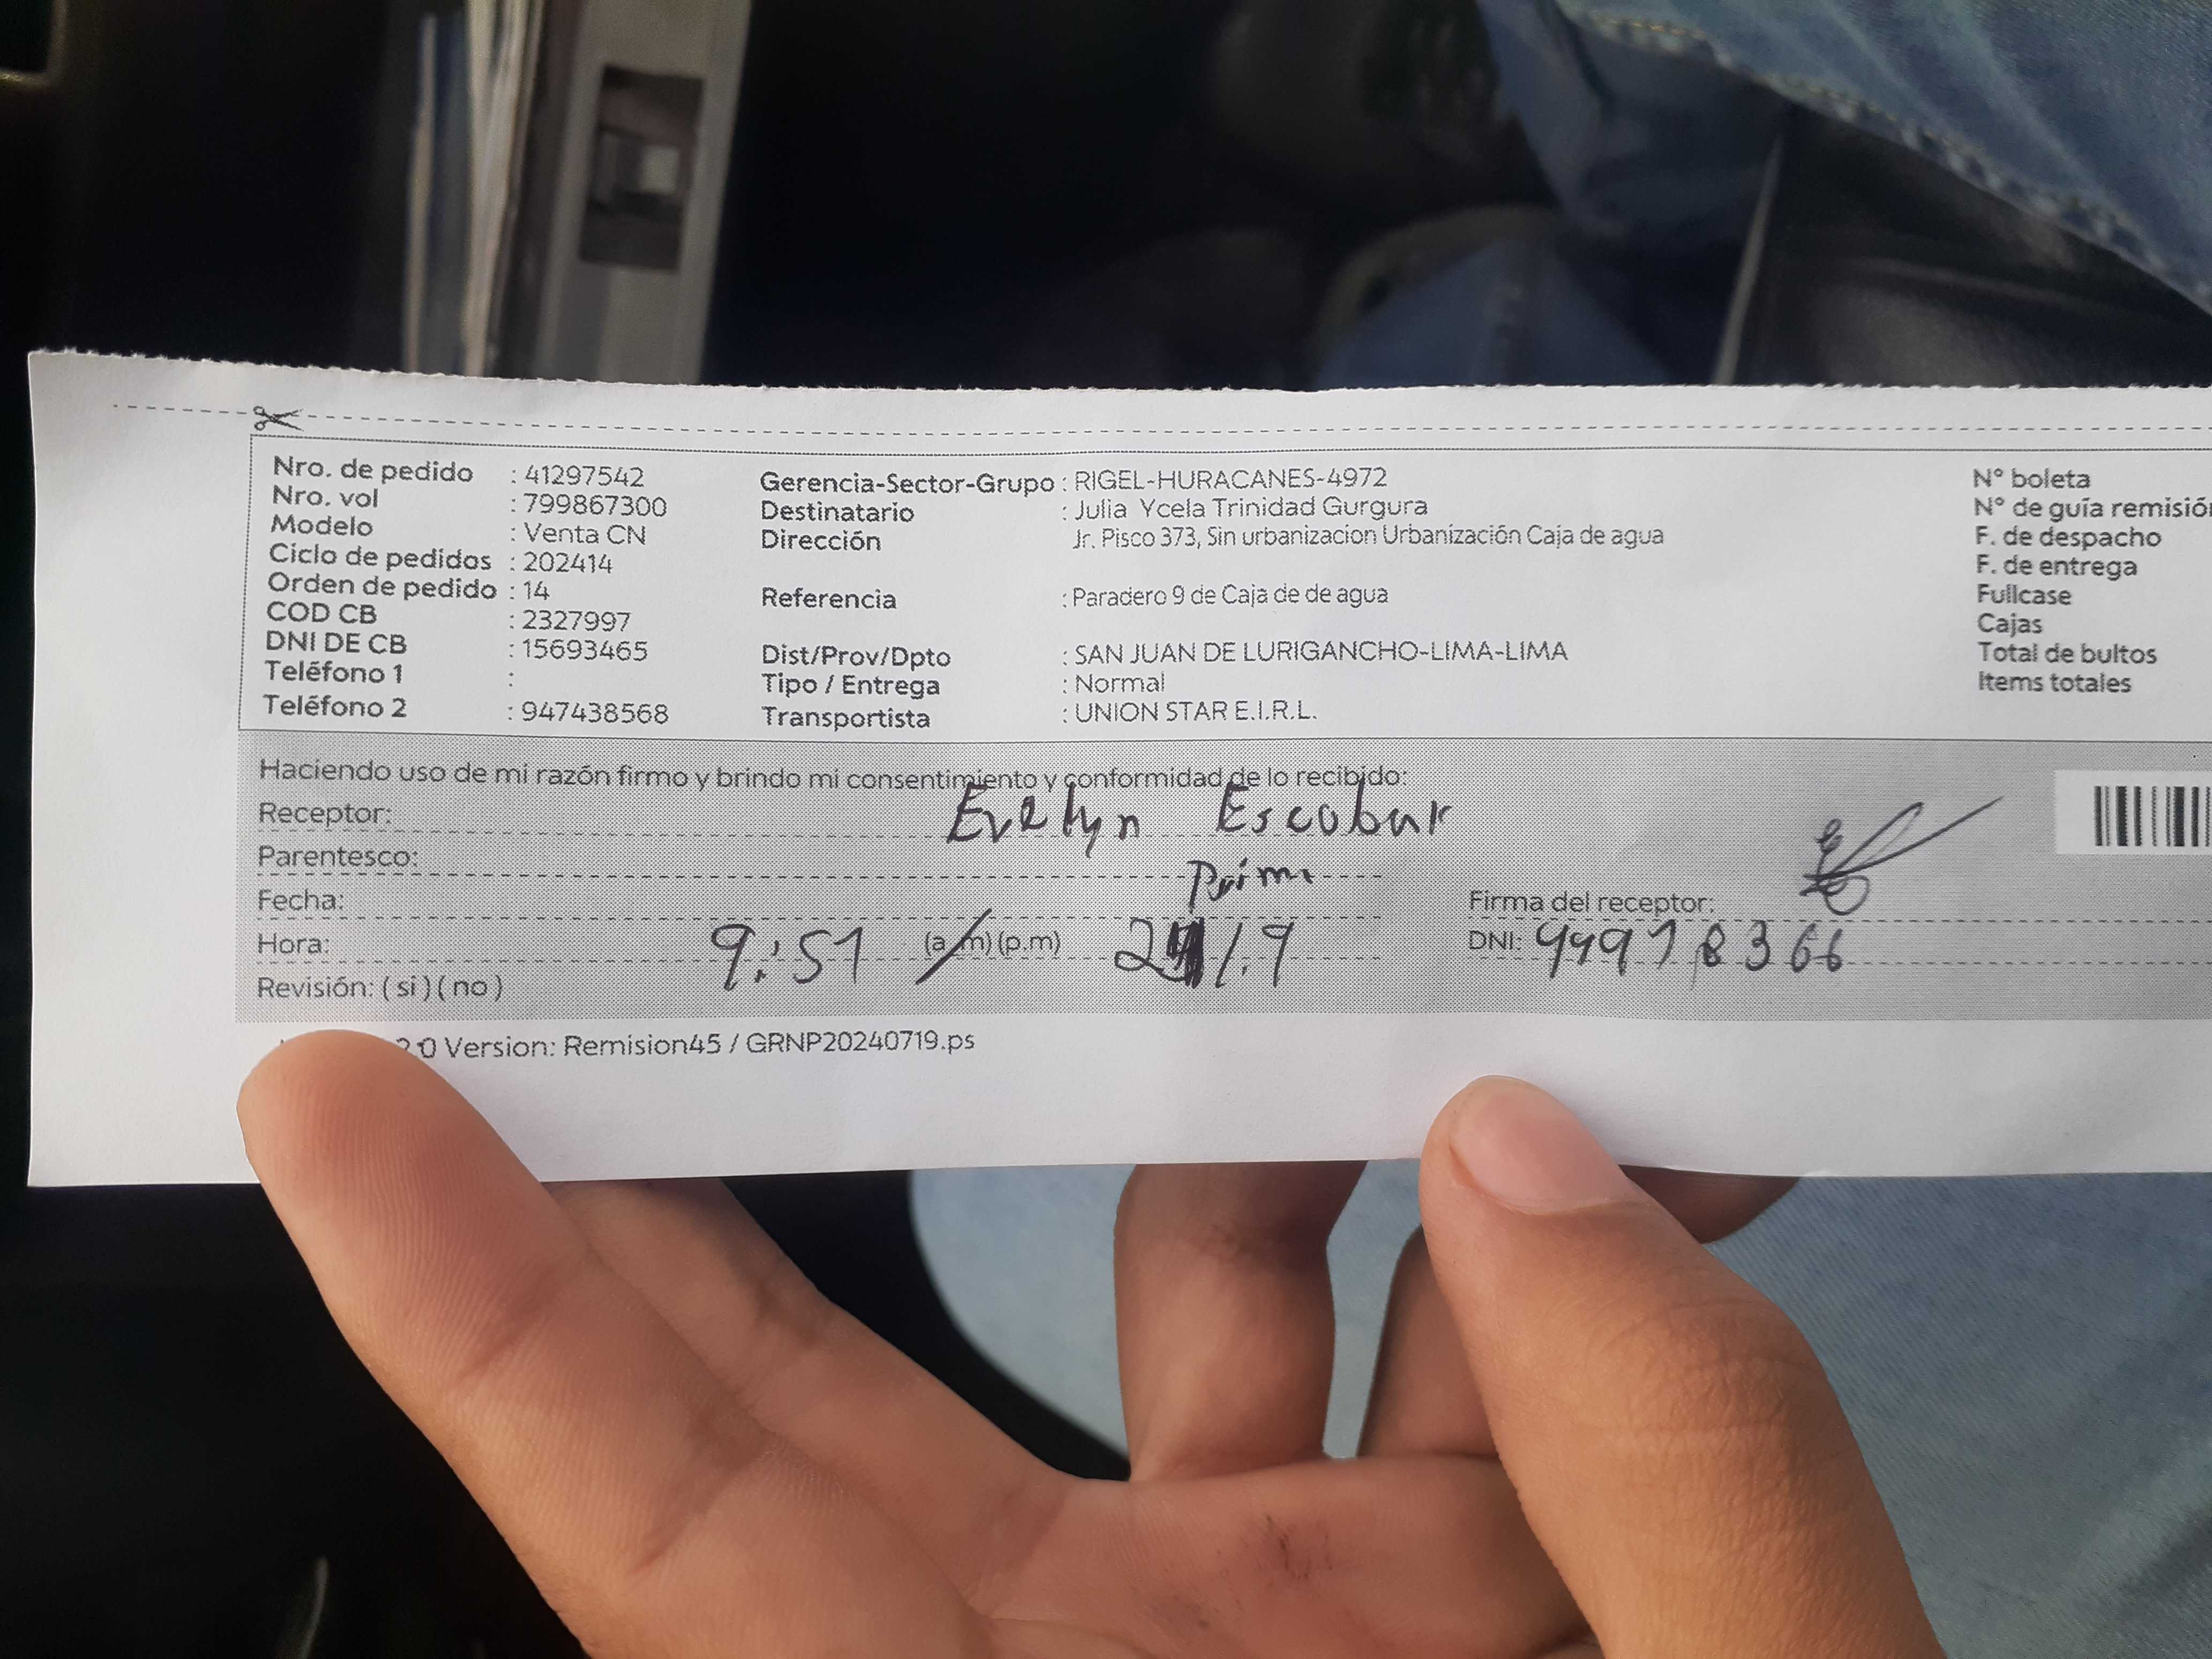 Nro. de pedido : 41297542
Nro. vol : 799867300
Modelo : Venta CN
Ciclo de pedidos : 202414
Orden de pedido : 14
COD CB : 2327997
DNI DE CB : 15693465
Teléfono 1 :
Teléfono 2 : 947438568
Gerencia-Sector-Grupo : RIGEL-HURACANES-4972
Destinatario : Julia Ycela Trinidad Gurgura
Dirección Jr. Pisco 373, Sin urbanizacion Urbanización Caja de agua
Referencia : Paradero 9 de Caja de de agua
Dist/Prov/Dpto : SAN JUAN DE LURIGANCHO-LIMA-LIMA
Tipo / Entrega : Normal
Transportista : UNION STAR E.I.R.L.
N° boleta
N° de guía remisió
F. de despacho
F. de entrega
Fullcase
Cajas
Total de bultos
Items totales
Haciendo uso de mi razón firmo y brindo mi consentimiento y conformidad de lo recibido:
Receptor: Evelyn Escobar
Parentesco: Prim
Fecha:
Firma del receptor:
Hora: 9:51 (a.m) (p.m)
DNI:
Revisión: ( si ) ( no )
2.0 Version: Remision45 / GRNP20240719.ps